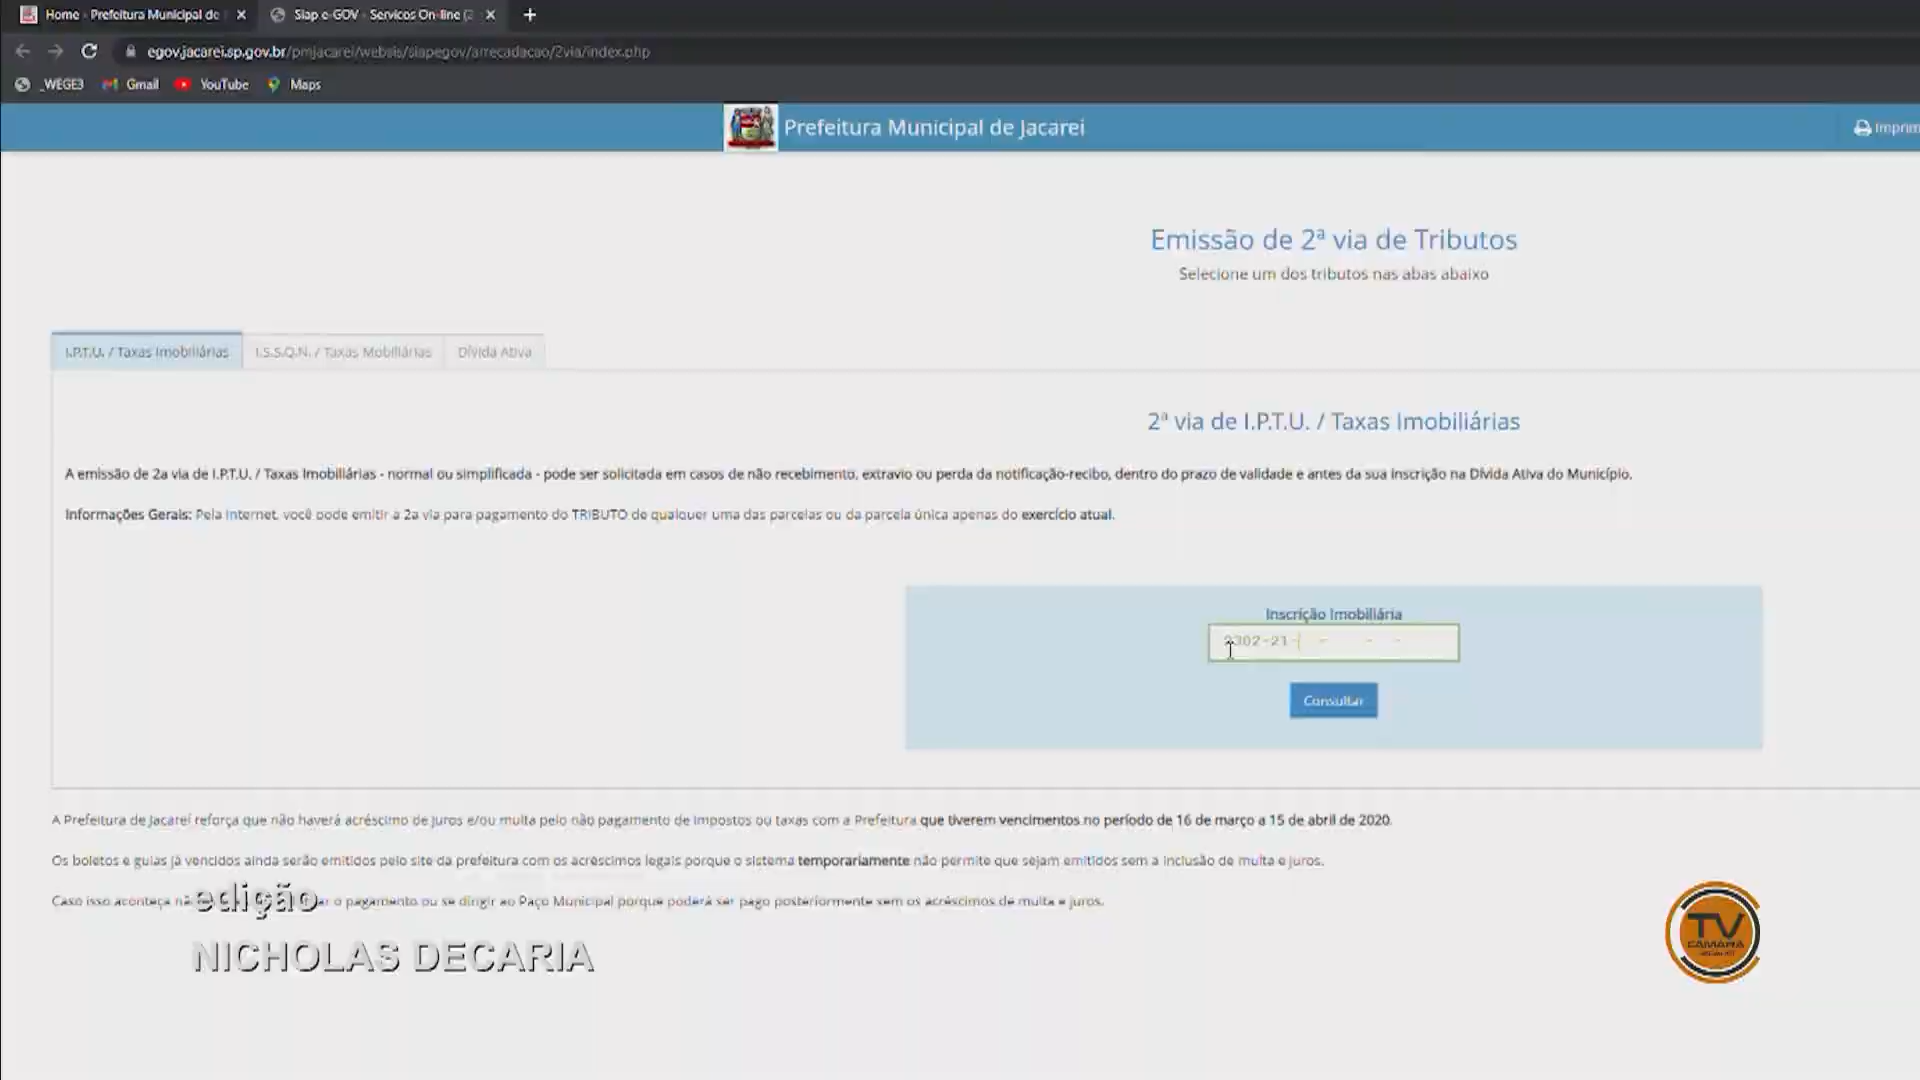 Home - Prefeitura Municipal de
Siap e-GOV - Servicos On-line (2
egov.jacarei.sp.gov.br/pmjacarei/websis/siapegov/arrecadacao/2via/index.php
_WEGE3
Gmail
YouTube
Maps
Prefeitura Municipal de Jacarei
Imprim
Emissão de 2ª via de Tributos
Selecione um dos tributos nas abas abaixo
I.P.T.U. / Taxas Imobiliárias
I.S.S.Q.N. / Taxas Mobiliárias
Dívida Ativa
2ª via de I.P.T.U. / Taxas Imobiliárias
A emissão de 2a via de I.P.T.U. / Taxas Imobiliárias - normal ou simplificada - pode ser solicitada em casos de não recebimento, extravio ou perda da notificação-recibo, dentro do prazo de validade e antes da sua inscrição na Dívida Ativa do Município.
Informações Gerais: Pela Internet, você pode emitir a 2a via para pagamento do TRIBUTO de qualquer uma das parcelas ou da parcela única apenas do exercício atual.
Inscrição Imobiliária
302-21- - - -
Consultar
A Prefeitura de Jacareí reforça que não haverá acréscimo de juros e/ou multa pelo não pagamento de impostos ou taxas com a Prefeitura que tiverem vencimentos no período de 16 de março a 15 de abril de 2020.
Os boletos e guias já vencidos ainda serão emitidos pelo site da prefeitura com os acréscimos legais porque o sistema temporariamente não permite que sejam emitidos sem a inclusão de multa e juros.
Caso isso aconteça o pagamento ou se dirigir ao Paço Municipal porque poderá ser pago posteriormente sem os acréscimos de multa e juros.
edição
NICHOLAS DECARIA
TV
CÂMARA